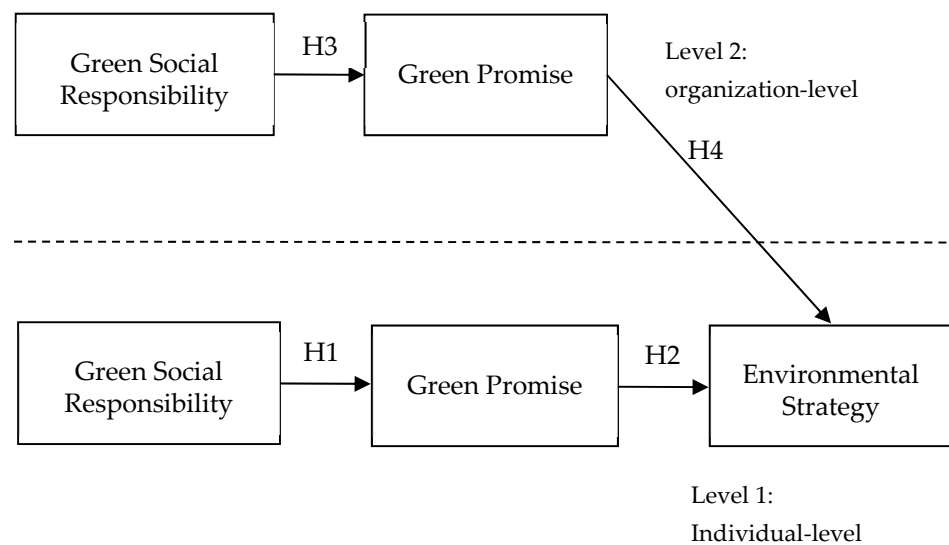 Green Social
Responsibility
H3
Green Promise
Level 2:
organization-level
H4
Green Social
Responsibility
H1
Green Promise
H2
Environmental
Strategy
Level 1:
Individual-level